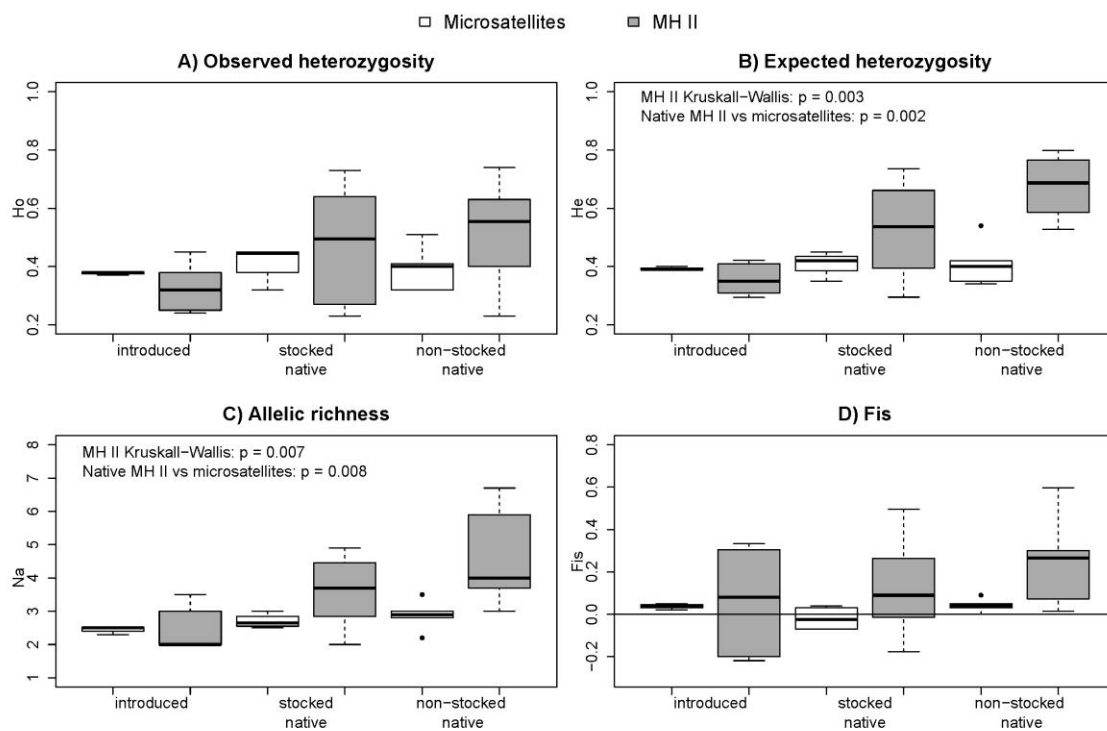 Microsatellites MH II
A) Observed heterozygosity
Ho
1.0
0.8
0.6
0.4
0.2
introduced stocked native non−stocked native
B) Expected heterozygosity
MH II Kruskall−Wallis: p = 0.003
Native MH II vs microsatellites: p = 0.002
He
1.0
0.8
0.6
0.4
0.2
introduced stocked native non−stocked native
C) Allelic richness
MH II Kruskall−Wallis: p = 0.007
Native MH II vs microsatellites: p = 0.008
Na
8
7
6
5
4
3
2
1
introduced stocked native non−stocked native
D) Fis
Fis
0.8
0.6
0.4
0.2
0.0
−0.2
introduced stocked native non−stocked native